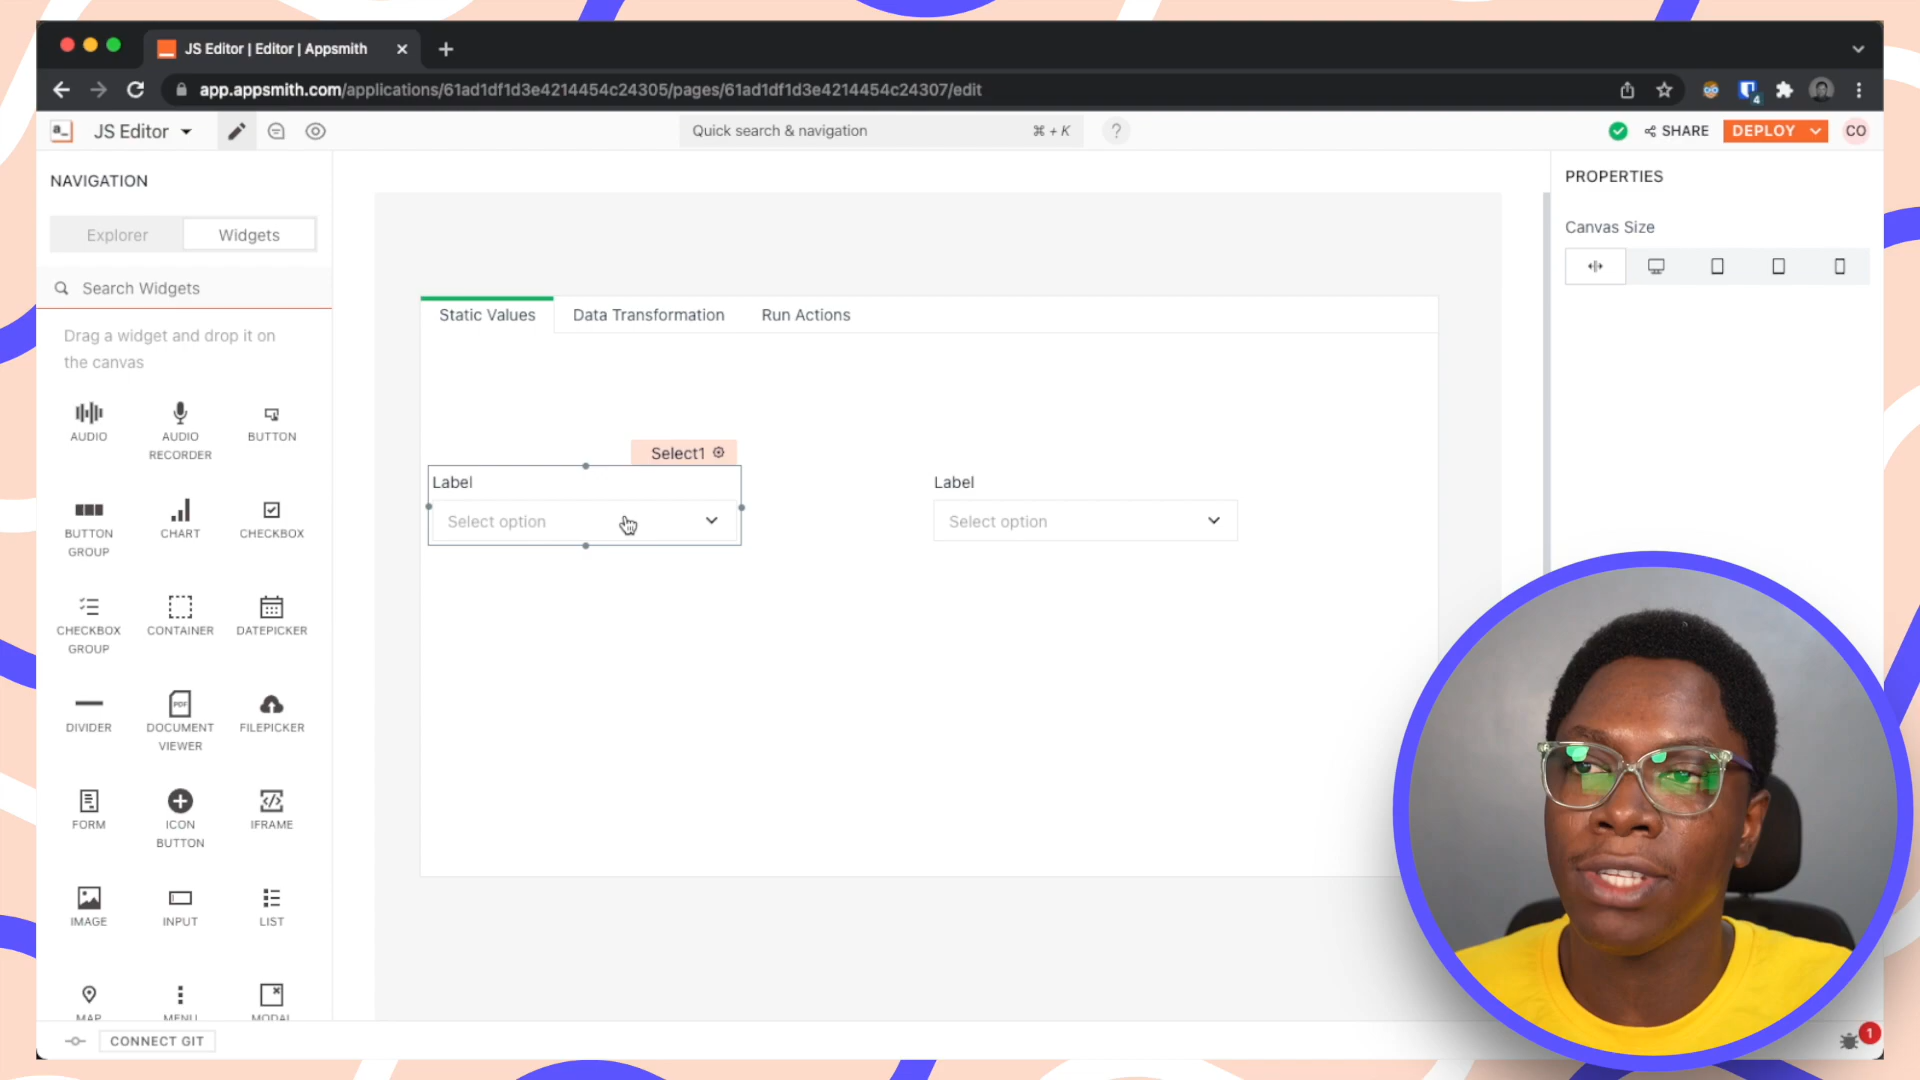 JS Editor | Editor | Appsmith
app.appsmith.com/applications/61ad1df1d3e4214454c24305/pages/61ad1df1d3e4214454c24307/edit
4
a_
JS Editor
Quick search & navigation
⌘ + K
?
SHARE
DEPLOY
CO
NAVIGATION
Explorer
Widgets
Search Widgets
Drag a widget and drop it on
the canvas
AUDIO
AUDIO
RECORDER
BUTTON
BUTTON
GROUP
CHART
CHECKBOX
CHECKBOX
GROUP
CONTAINER
DATEPICKER
DIVIDER
PDF
DOCUMENT
VIEWER
FILEPICKER
FORM
ICON
BUTTON
IFRAME
IMAGE
INPUT
LIST
MAP
MENU
MODAL
CONNECT GIT
Static Values
Data Transformation
Run Actions
Select1
Label
Select option
Label
Select option
PROPERTIES
Canvas Size
1